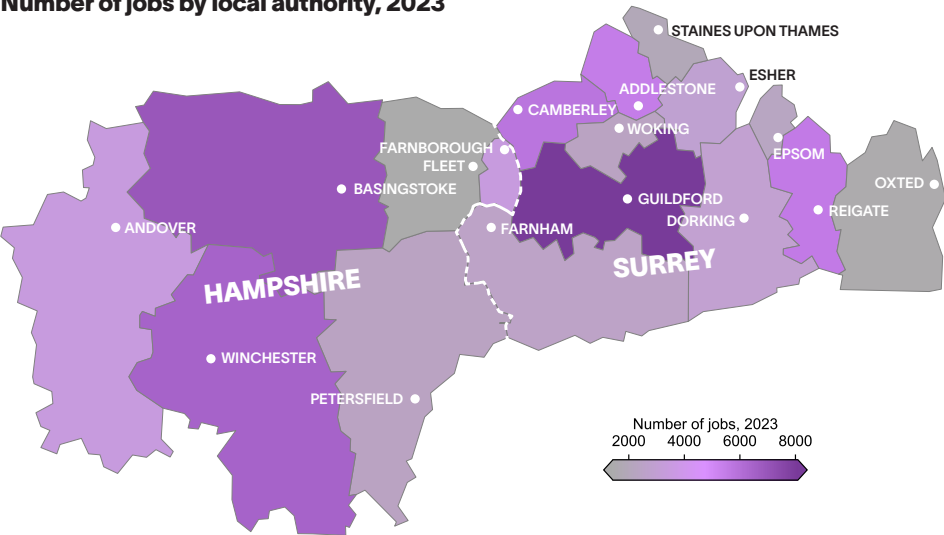 Number of jobs by local authority, 2023
STAINES UPON THAMES
ESHER
ADDLESTONE
CAMBERLEY
WOKING
FARNBOROUGH
FLEET
EPSOM
BASINGSTOKE
OXTED
GUILDFORD
REIGATE
DORKING
ANDOVER
FARNHAM
SURREY
HAMPSHIRE
WINCHESTER
PETERSFIELD
Number of jobs, 2023
2000 4000 6000 8000